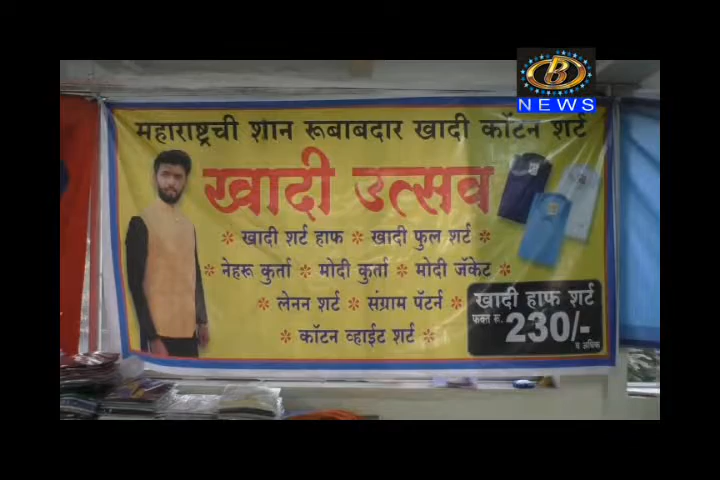 B
NEWS
महाराष्ट्रची शान रूबाबदार खादी कॉटन शर्ट
खादी उत्सव
* खादी शर्ट हाफ * खादी फुल शर्ट *
* नेहरू कुर्ता * मोदी कुर्ता * मोदी जॅकेट *
* लेनन शर्ट * संग्राम पॅटर्न *
* कॉटन व्हाईट शर्ट *
खादी हाफ शर्ट
फक्त रू. 230/-
व अधिक